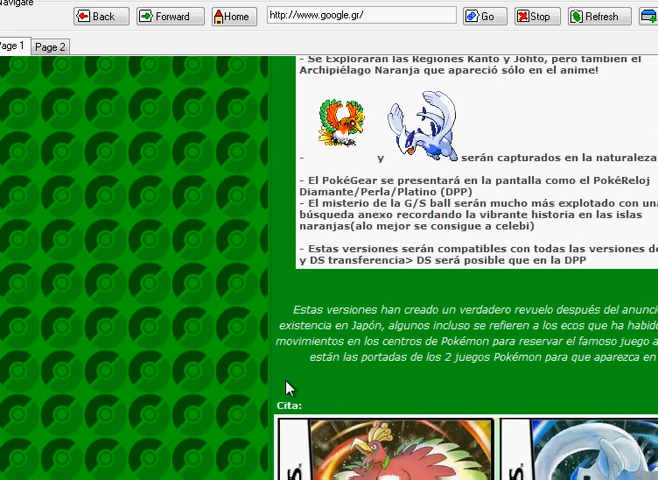 Navigate
Back Forward Home http://www.google.gr/ Go Stop Refresh
Page 1 Page 2
- Se Explorarán las Regiones Kanto y Johto, pero también el
Archipiélago Naranja que apareció sólo en el anime!
- y serán capturados en la naturaleza
- El PokéGear se presentará en la pantalla como el PokéReloj
Diamante/Perla/Platino (DPP)
- El misterio de la G/S ball serán mucho más explotado con una
búsqueda anexo recordando la vibrante historia en las islas
naranjas(alo mejor se consigue a celebi)
- Estas versiones serán compatibles con todas las versiones de
y DS transferencia> DS será posible que en la DPP
Estas versiones han creado un verdadero revuelo después del anunci
existencia en Japón, algunos incluso se refieren a los ecos que ha habido
movimientos en los centros de Pokémon para reservar el famoso juego a
están las portadas de los 2 juegos Pokémon para que aparezca en
Cita: